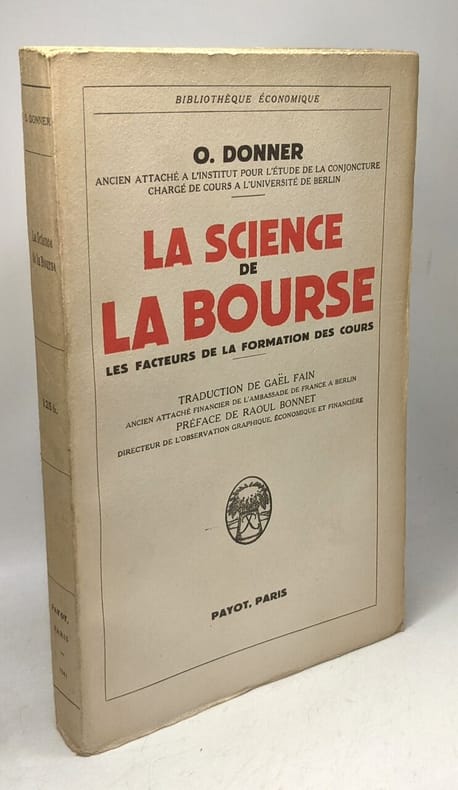 BIBLIOTHÈQUE ÉCONOMIQUE
O. DONNER
ANCIEN ATTACHÉ A L'INSTITUT POUR L'ÉTUDE DE LA CONJONCTURE
CHARGÉ DE COURS A L'UNIVERSITÉ DE BERLIN
LA SCIENCE
DE
LA BOURSE
LES FACTEURS DE LA FORMATION DES COURS
TRADUCTION DE GAËL FAIN
ANCIEN ATTACHÉ FINANCIER DE L'AMBASSADE DE FRANCE A BERLIN
PRÉFACE DE RAOUL BONNET
DIRECTEUR DE L'OBSERVATION GRAPHIQUE, ÉCONOMIQUE ET FINANCIÈRE
PAYOT, PARIS
O. DONNER
La Science
de la Bourse
PAYOT,
PARIS